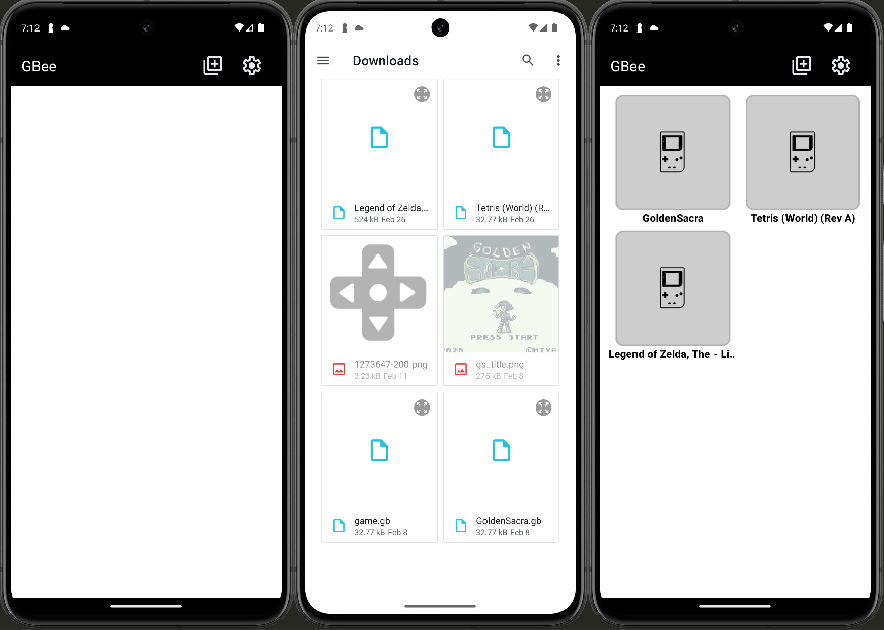 7:12
GBee
7:12
Downloads
Legend of Zelda,...
524 kB Feb 26
Tetris (World) (R...
32.77 kB Feb 26
GOLDEN
PRESS START
1273647-200.png
3.23 kB Feb 11
gs_title.png
275 kB Feb 8
game.gb
32.77 kB Feb 8
GoldenSacra.gb
32.77 kB Feb 8
7:12
GBee
GoldenSacra
Tetris (World) (Rev A)
Legend of Zelda, The - Li..